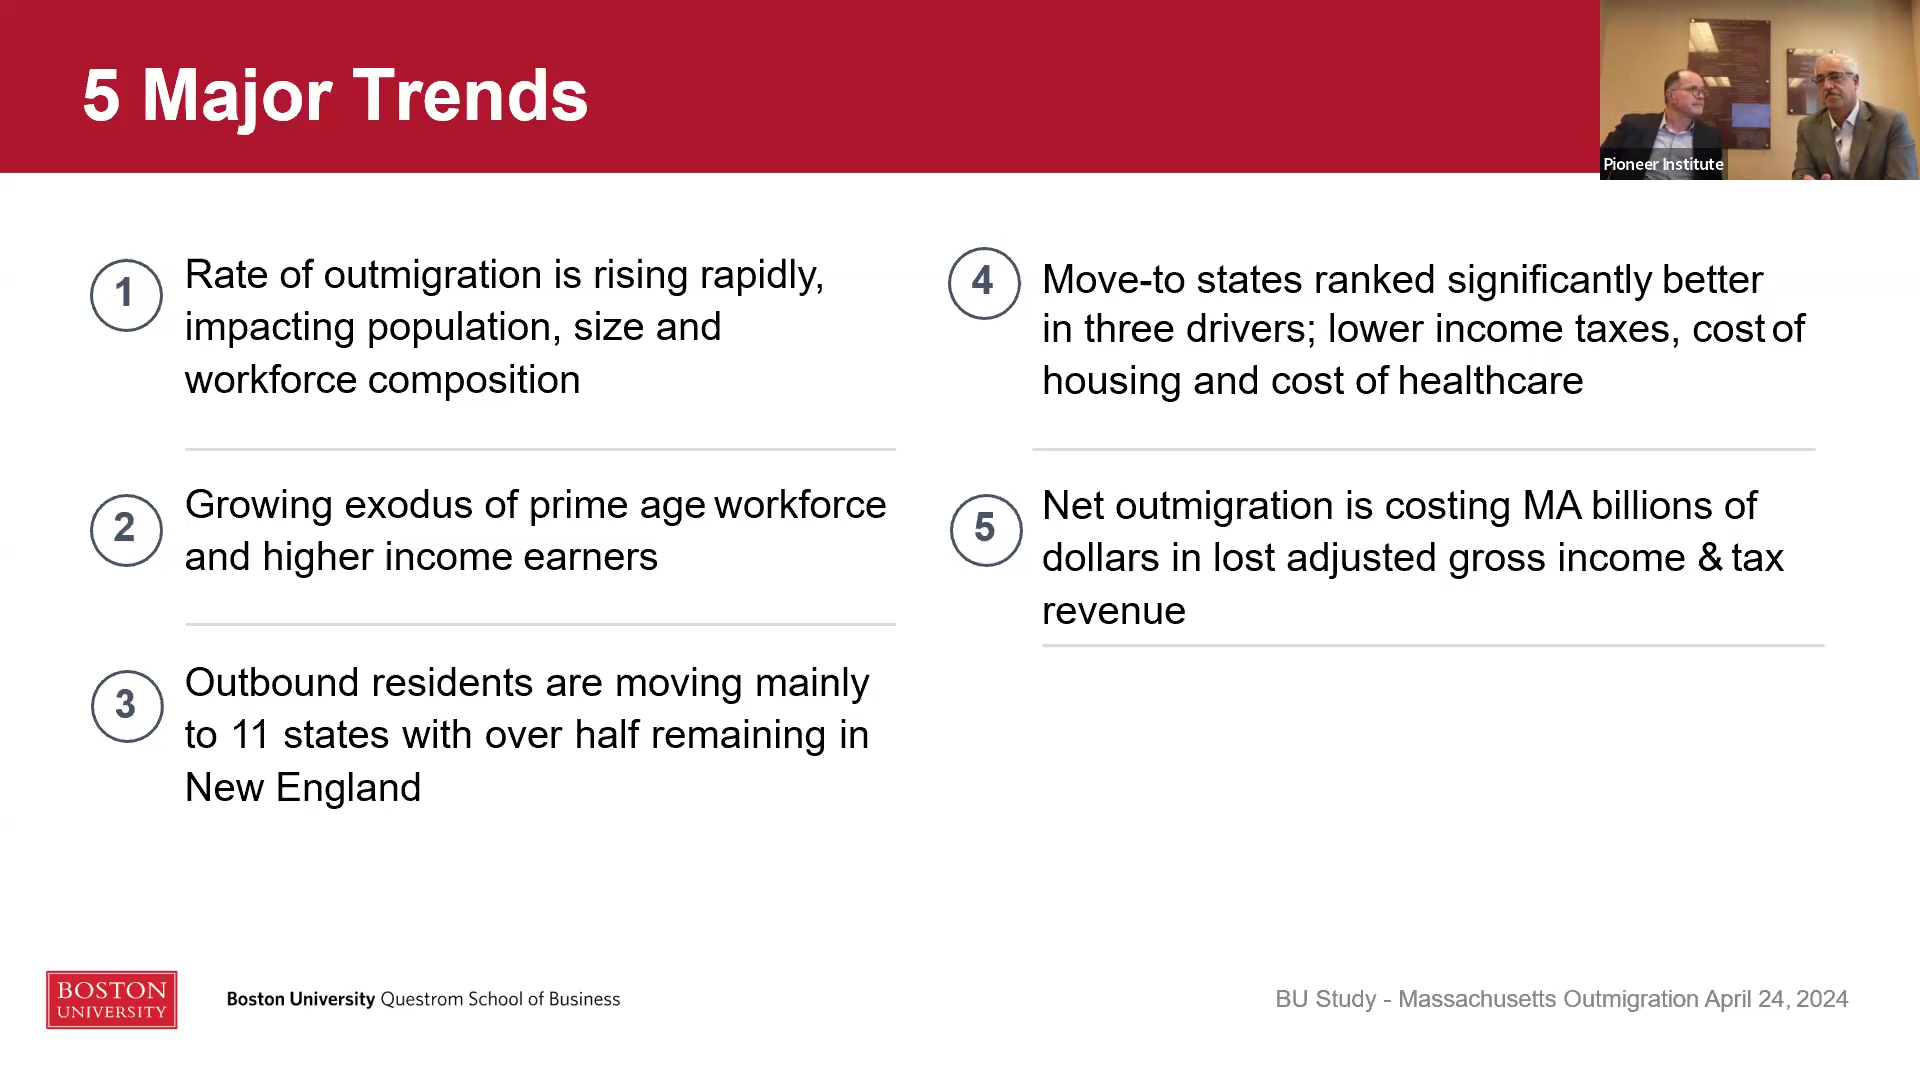 5 Major Trends
Pioneer Institute
1
Rate of outmigration is rising rapidly,
impacting population, size and
workforce composition
2
Growing exodus of prime age workforce
and higher income earners
3
Outbound residents are moving mainly
to 11 states with over half remaining in
New England
4
Move-to states ranked significantly better
in three drivers; lower income taxes, cost of
housing and cost of healthcare
5
Net outmigration is costing MA billions of
dollars in lost adjusted gross income & tax
revenue
BOSTON
UNIVERSITY
Boston University Questrom School of Business
BU Study - Massachusetts Outmigration April 24, 2024